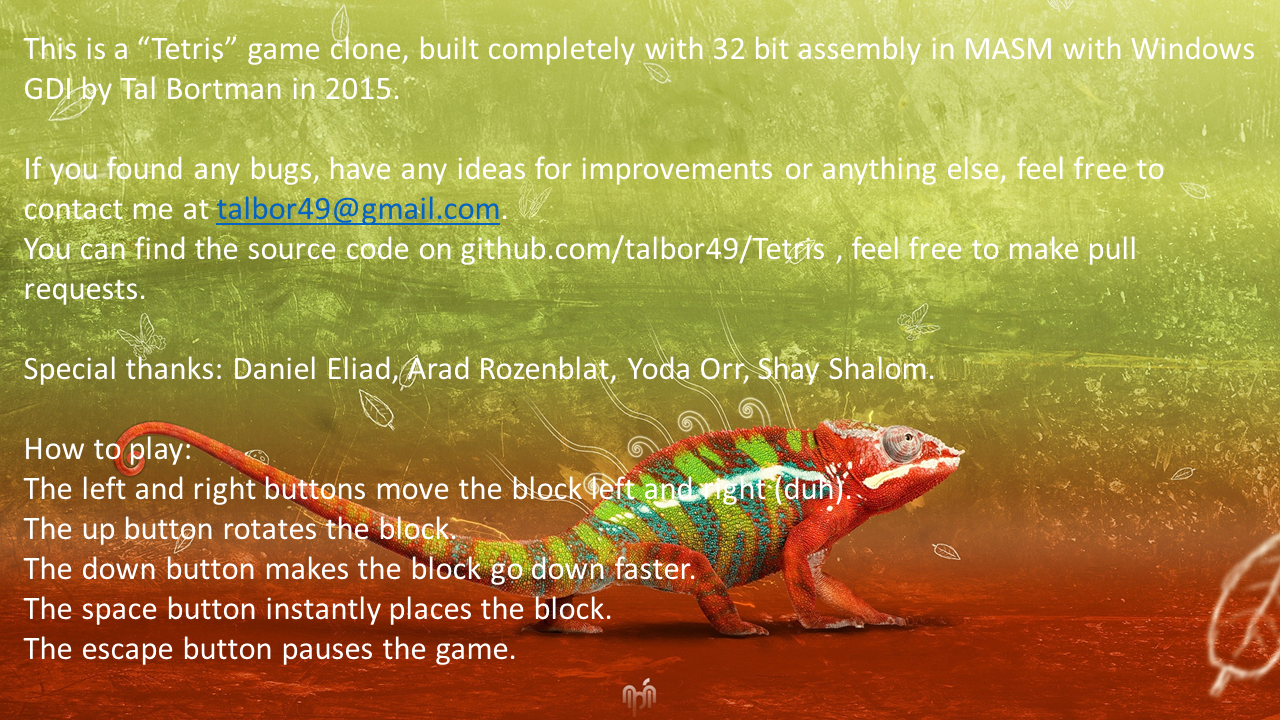 This is a “Tetris” game clone, built completely with 32 bit assembly in MASM with Windows
GDI by Tal Bortman in 2015.
If you found any bugs, have any ideas for improvements or anything else, feel free to
contact me at talbor49@gmail.com.
You can find the source code on github.com/talbor49/Tetris , feel free to make pull
requests.
Special thanks: Daniel Eliad, Arad Rozenblat, Yoda Orr, Shay Shalom.
How to play:
The left and right buttons move the block left and right (duh).
The up button rotates the block.
The down button makes the block go down faster.
The space button instantly places the block.
The escape button pauses the game.